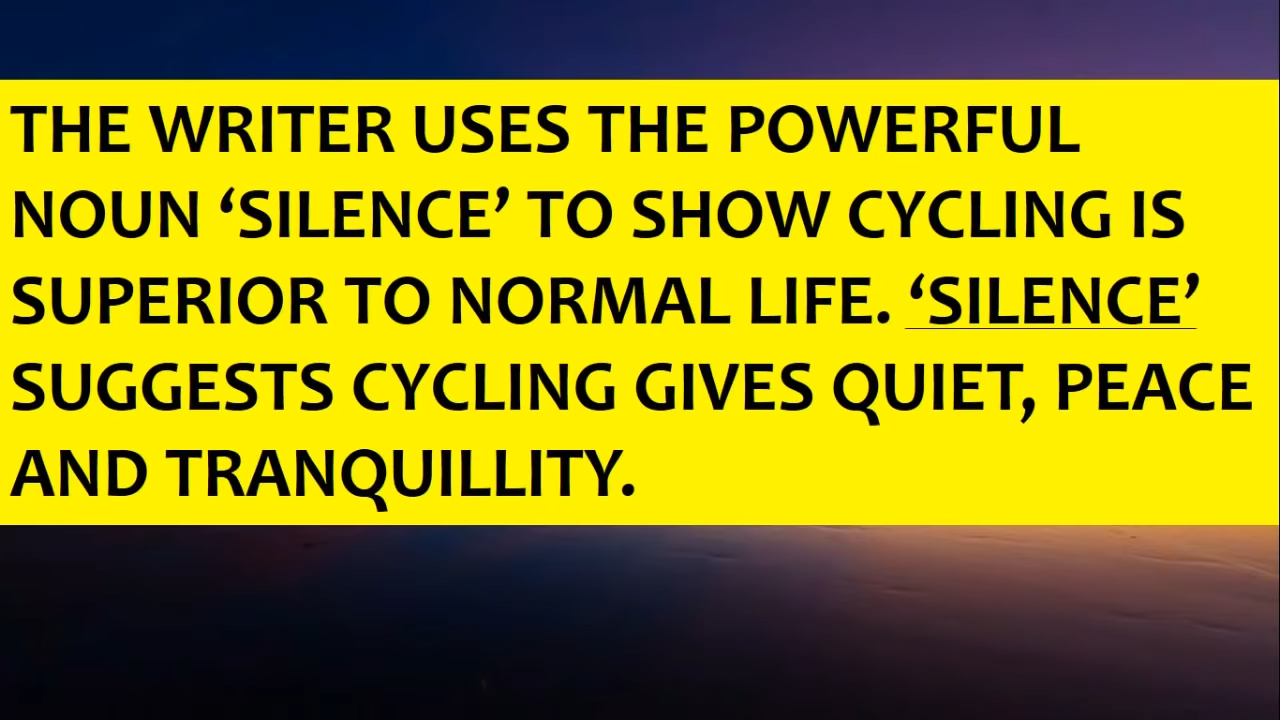 THE WRITER USES THE POWERFUL
NOUN ‘SILENCE’ TO SHOW CYCLING IS
SUPERIOR TO NORMAL LIFE. ‘SILENCE’
SUGGESTS CYCLING GIVES QUIET, PEACE
AND TRANQUILLITY.